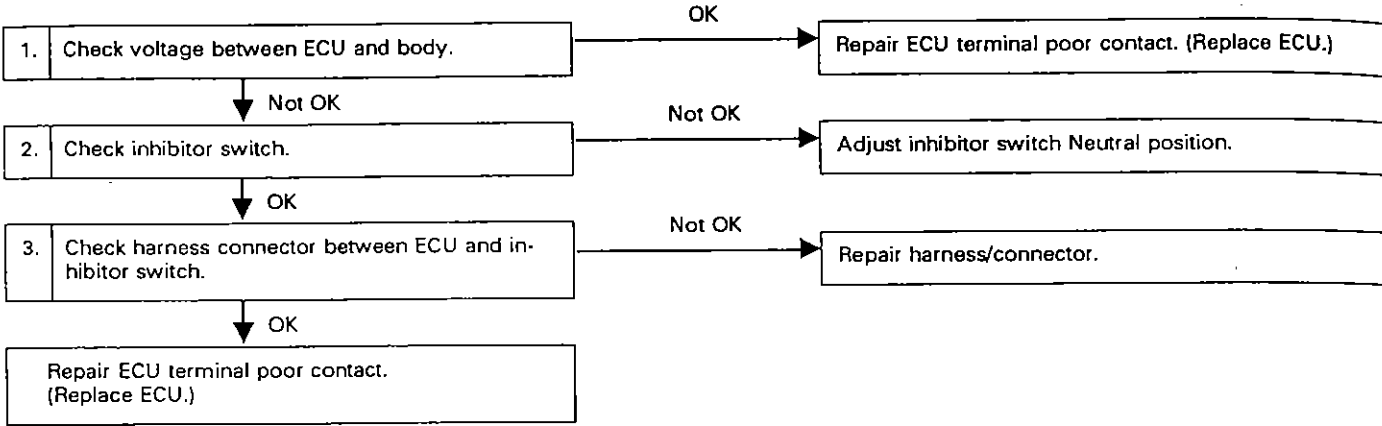 OK
1. Check voltage between ECU and body.
Repair ECU terminal poor contact. (Replace ECU.)
Not OK
Not OK
2. Check inhibitor switch.
Adjust inhibitor switch Neutral position.
OK
Not OK
3. Check harness connector between ECU and in-
hibitor switch.
Repair harness/connector.
OK
Repair ECU terminal poor contact.
(Replace ECU.)